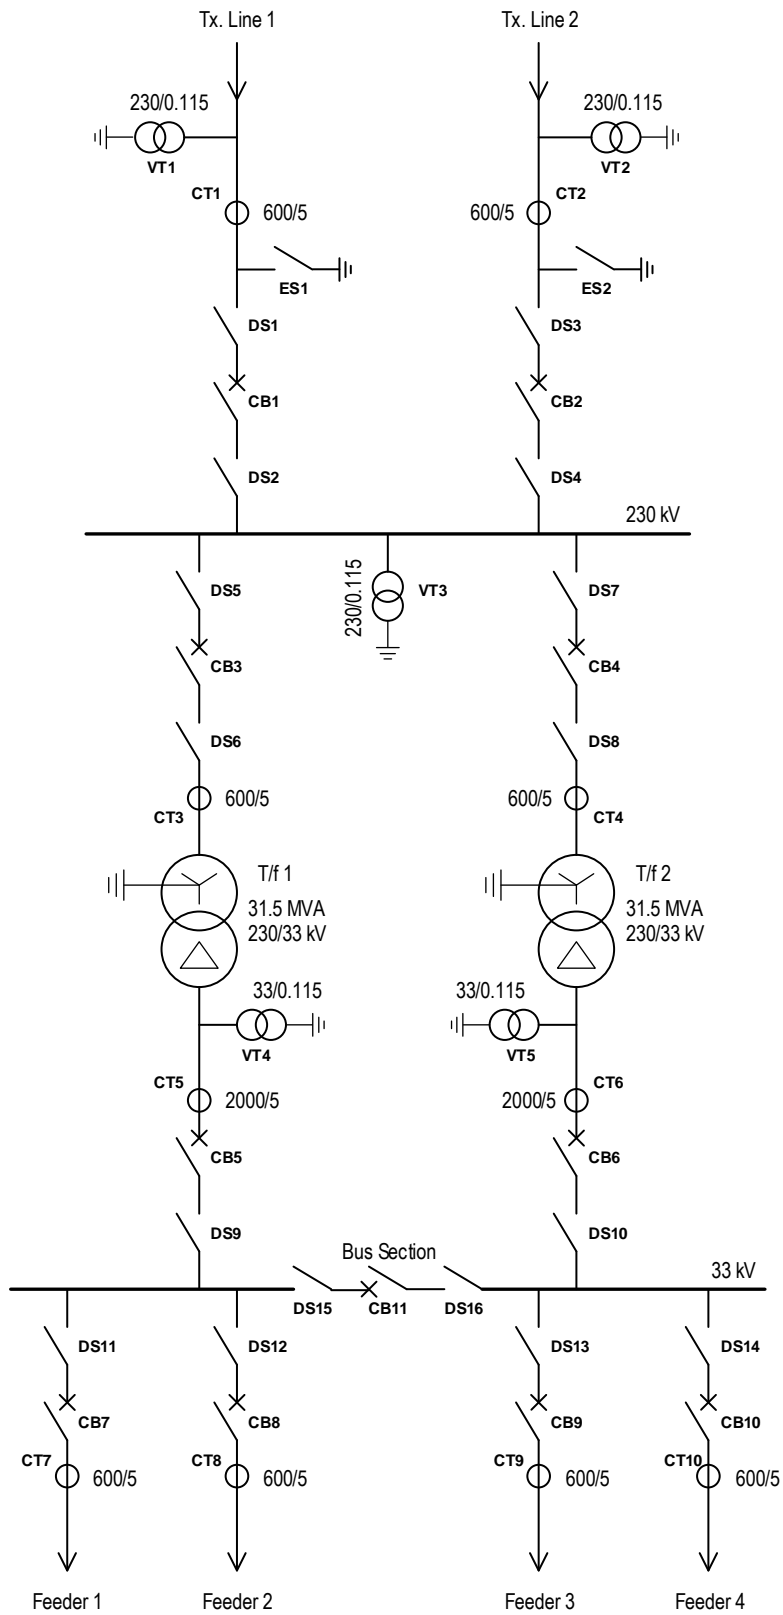 Tx. Line 1
Tx. Line 2
230/0.115
230/0.115
VT1
VT2
CT1
600/5
CT2
600/5
ES1
ES2
DS1
DS3
CB1
CB2
DS2
DS4
230 kV
DS5
230/0.115
VT3
DS7
CB3
CB4
DS6
DS8
600/5
CT3
600/5
CT4
T/f 1
31.5 MVA
230/33 kV
T/f 2
31.5 MVA
230/33 kV
33/0.115
VT4
33/0.115
VT5
CT5
2000/5
CT6
2000/5
CB5
CB6
DS9
DS10
Bus Section
33 kV
DS15
CB11
DS16
DS11
DS12
DS13
DS14
CB7
CB8
CB9
CB10
CT7
600/5
CT8
600/5
CT9
600/5
CT10
600/5
Feeder 1
Feeder 2
Feeder 3
Feeder 4